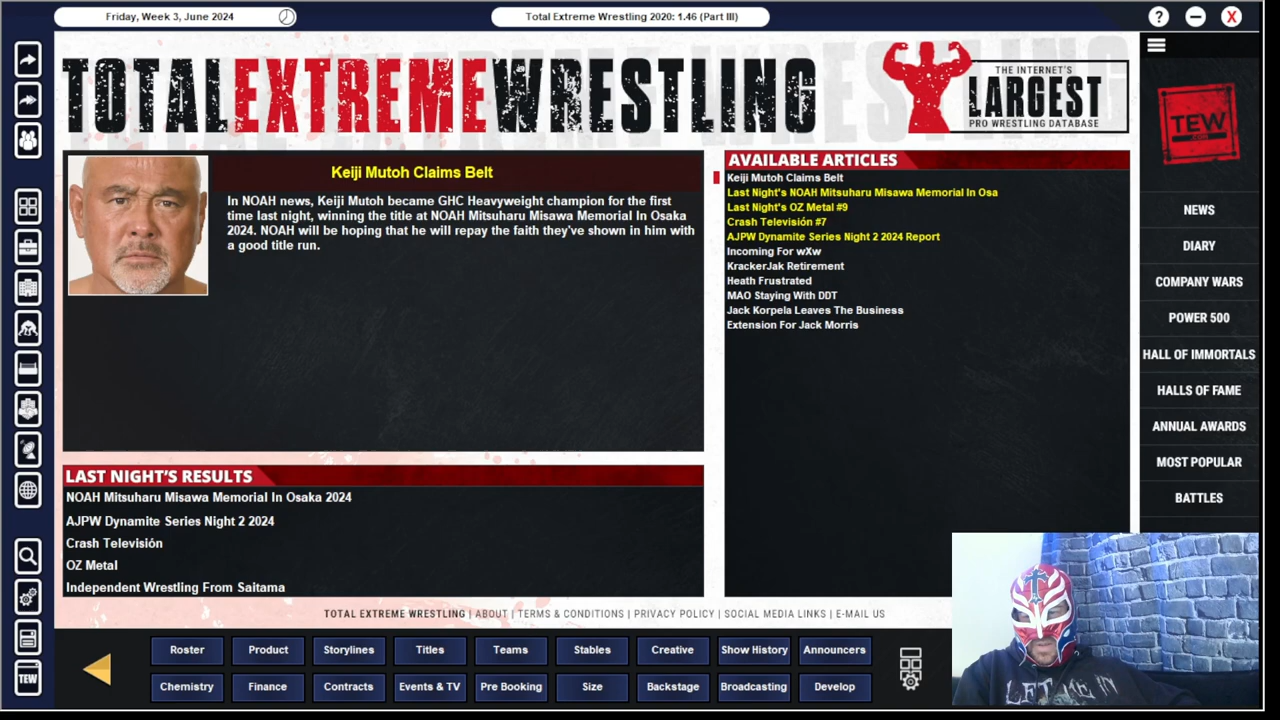 Friday, Week 3, June 2024
Total Extreme Wrestling 2020: 1.46 (Part III)
?
X
TOTALEXTREMEWRESTLING
THE INTERNET'S
LARGEST
PRO WRESTLING DATABASE
TEW
.COM
Keiji Mutoh Claims Belt
In NOAH news, Keiji Mutoh became GHC Heavyweight champion for the first
time last night, winning the title at NOAH Mitsuharu Misawa Memorial In Osaka
2024. NOAH will be hoping that he will repay the faith they've shown in him with
a good title run.
AVAILABLE ARTICLES
Keiji Mutoh Claims Belt
Last Night's NOAH Mitsuharu Misawa Memorial In Osa
Last Night's OZ Metal #9
Crash Televisión #7
AJPW Dynamite Series Night 2 2024 Report
Incoming For wXw
KrackerJak Retirement
Heath Frustrated
MAO Staying With DDT
Jack Korpela Leaves The Business
Extension For Jack Morris
NEWS
DIARY
COMPANY WARS
POWER 500
HALL OF IMMORTALS
HALLS OF FAME
ANNUAL AWARDS
MOST POPULAR
BATTLES
LAST NIGHT'S RESULTS
NOAH Mitsuharu Misawa Memorial In Osaka 2024
AJPW Dynamite Series Night 2 2024
Crash Televisión
OZ Metal
Independent Wrestling From Saitama
TOTAL EXTREME WRESTLING | ABOUT | TERMS & CONDITIONS | PRIVACY POLICY | SOCIAL MEDIA LINKS | E-MAIL US
Roster
Product
Storylines
Titles
Teams
Stables
Creative
Show History
Announcers
Chemistry
Finance
Contracts
Events & TV
Pre Booking
Size
Backstage
Broadcasting
Develop
TEW
LET ME IN